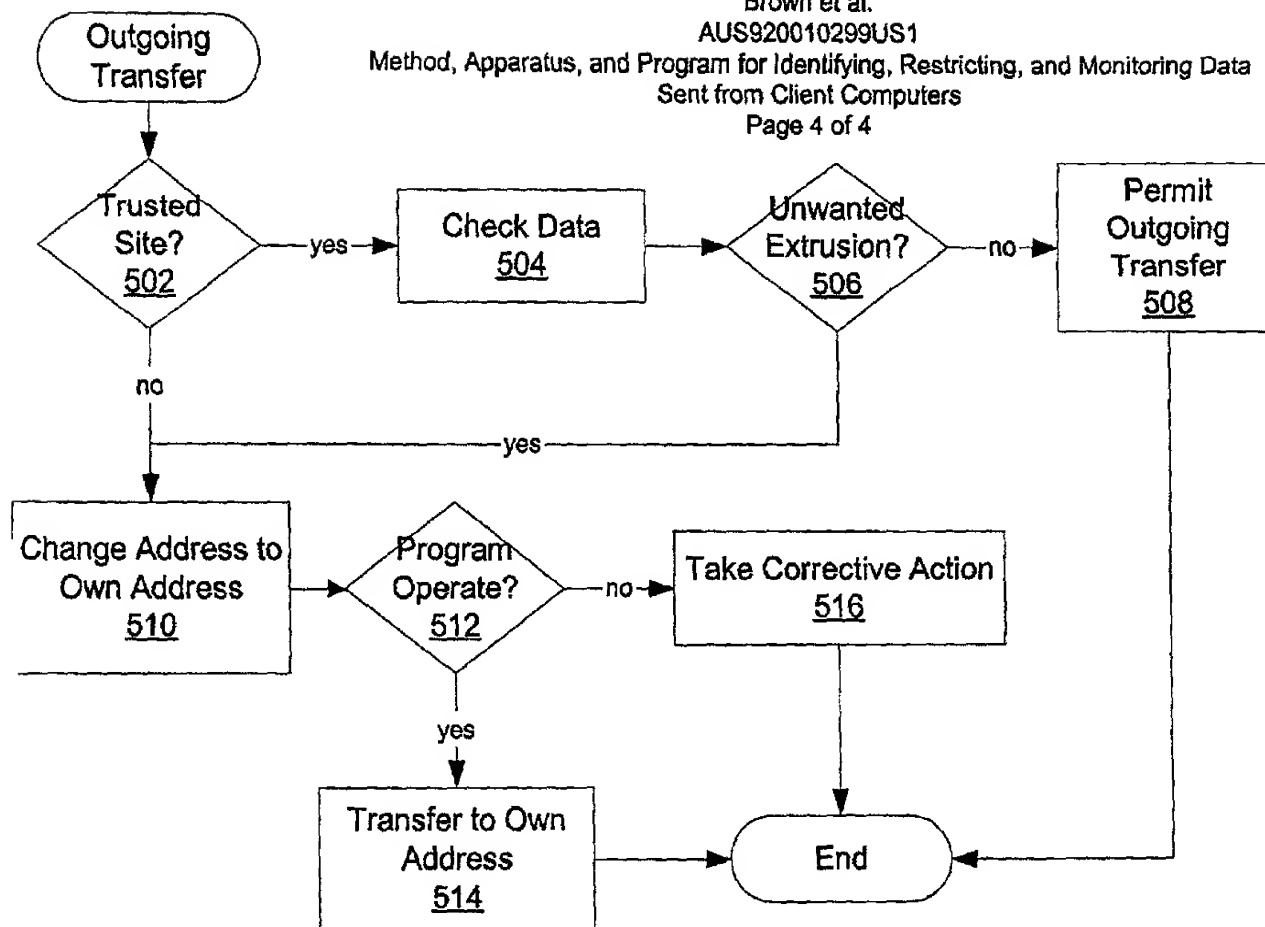 Brown et al.
AUS920010299US1
Method, Apparatus, and Program for Identifying, Restricting, and Monitoring Data
Sent from Client Computers
Page 4 of 4
Outgoing
Transfer
Trusted
Site?
502
yes
Check Data
504
Unwanted
Extrusion?
506
no
Permit
Outgoing
Transfer
508
no
yes
Change Address to
Own Address
510
Program
Operate?
512
no
Take Corrective Action
516
yes
Transfer to Own
Address
514
End